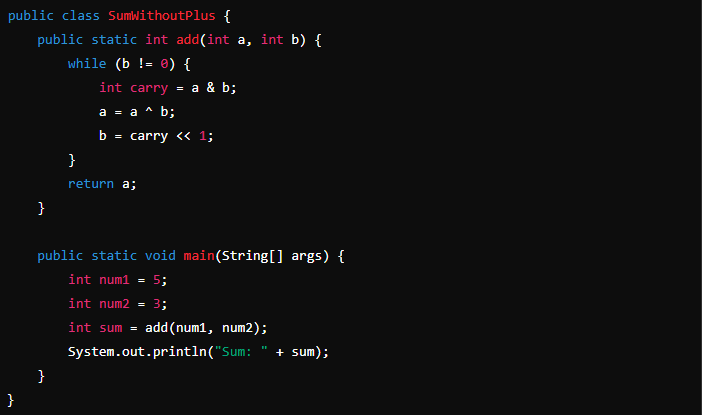 public class SumWithoutPlus {
    public static int add(int a, int b) {
        while (b != 0) {
            int carry = a & b;
            a = a ^ b;
            b = carry << 1;
        }
        return a;
    }

    public static void main(String[] args) {
        int num1 = 5;
        int num2 = 3;
        int sum = add(num1, num2);
        System.out.println("Sum: " + sum);
    }
}